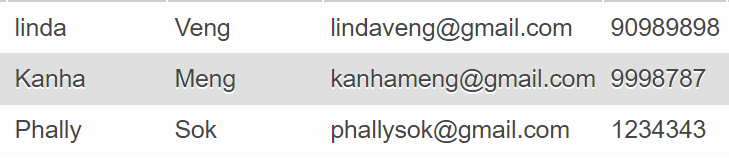 linda Veng lindaveng@gmail.com 90989898
Kanha Meng kanhameng@gmail.com 9998787
Phally Sok phallysok@gmail.com 1234343